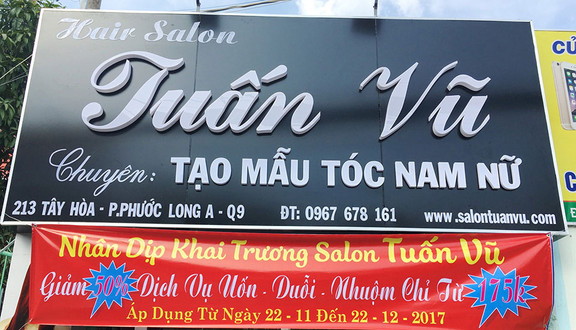 Hair Salon
Tuấn Vũ
Chuyên: TẠO MẪU TÓC NAM NỮ
213 TÂY HÒA - P.PHƯỚC LONG A - Q9 ĐT: 0967 678 161 www.salontuanvu.com
Nhân Dịp Khai Trương Salon Tuấn Vũ
Giảm 50% Dịch Vụ Uốn - Duỗi - Nhuộm Chỉ Từ 175k
Áp Dụng Từ Ngày 22 - 11 Đến 22 - 12 - 2017